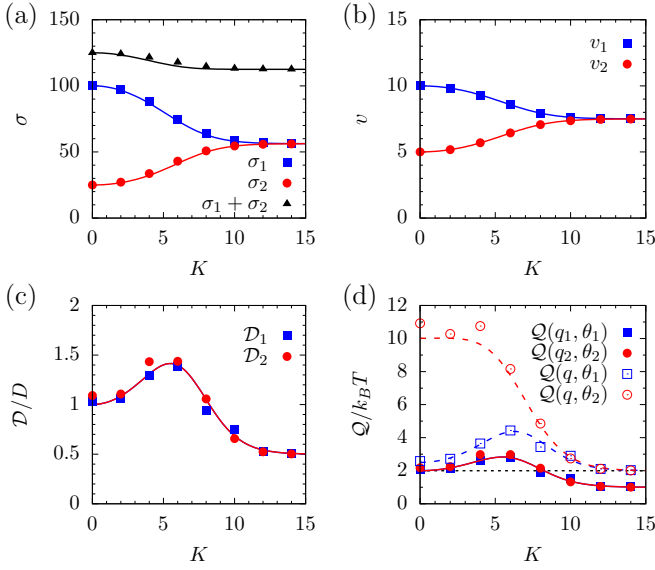 (a)
150
100
50
0
σ
σ₁
σ₂
σ₁ + σ₂
0 5 10 15
K
(b)
15
10
5
0
v
v₁
v₂
0 5 10 15
K
(c)
2
1.5
1
0.5
0
𝒟/D
𝒟₁
𝒟₂
0 5 10 15
K
(d)
12
10
8
6
4
2
0
𝒬/k_BT
𝒬(q₁, θ₁)
𝒬(q₂, θ₂)
𝒬(q, θ₁)
𝒬(q, θ₂)
0 5 10 15
K